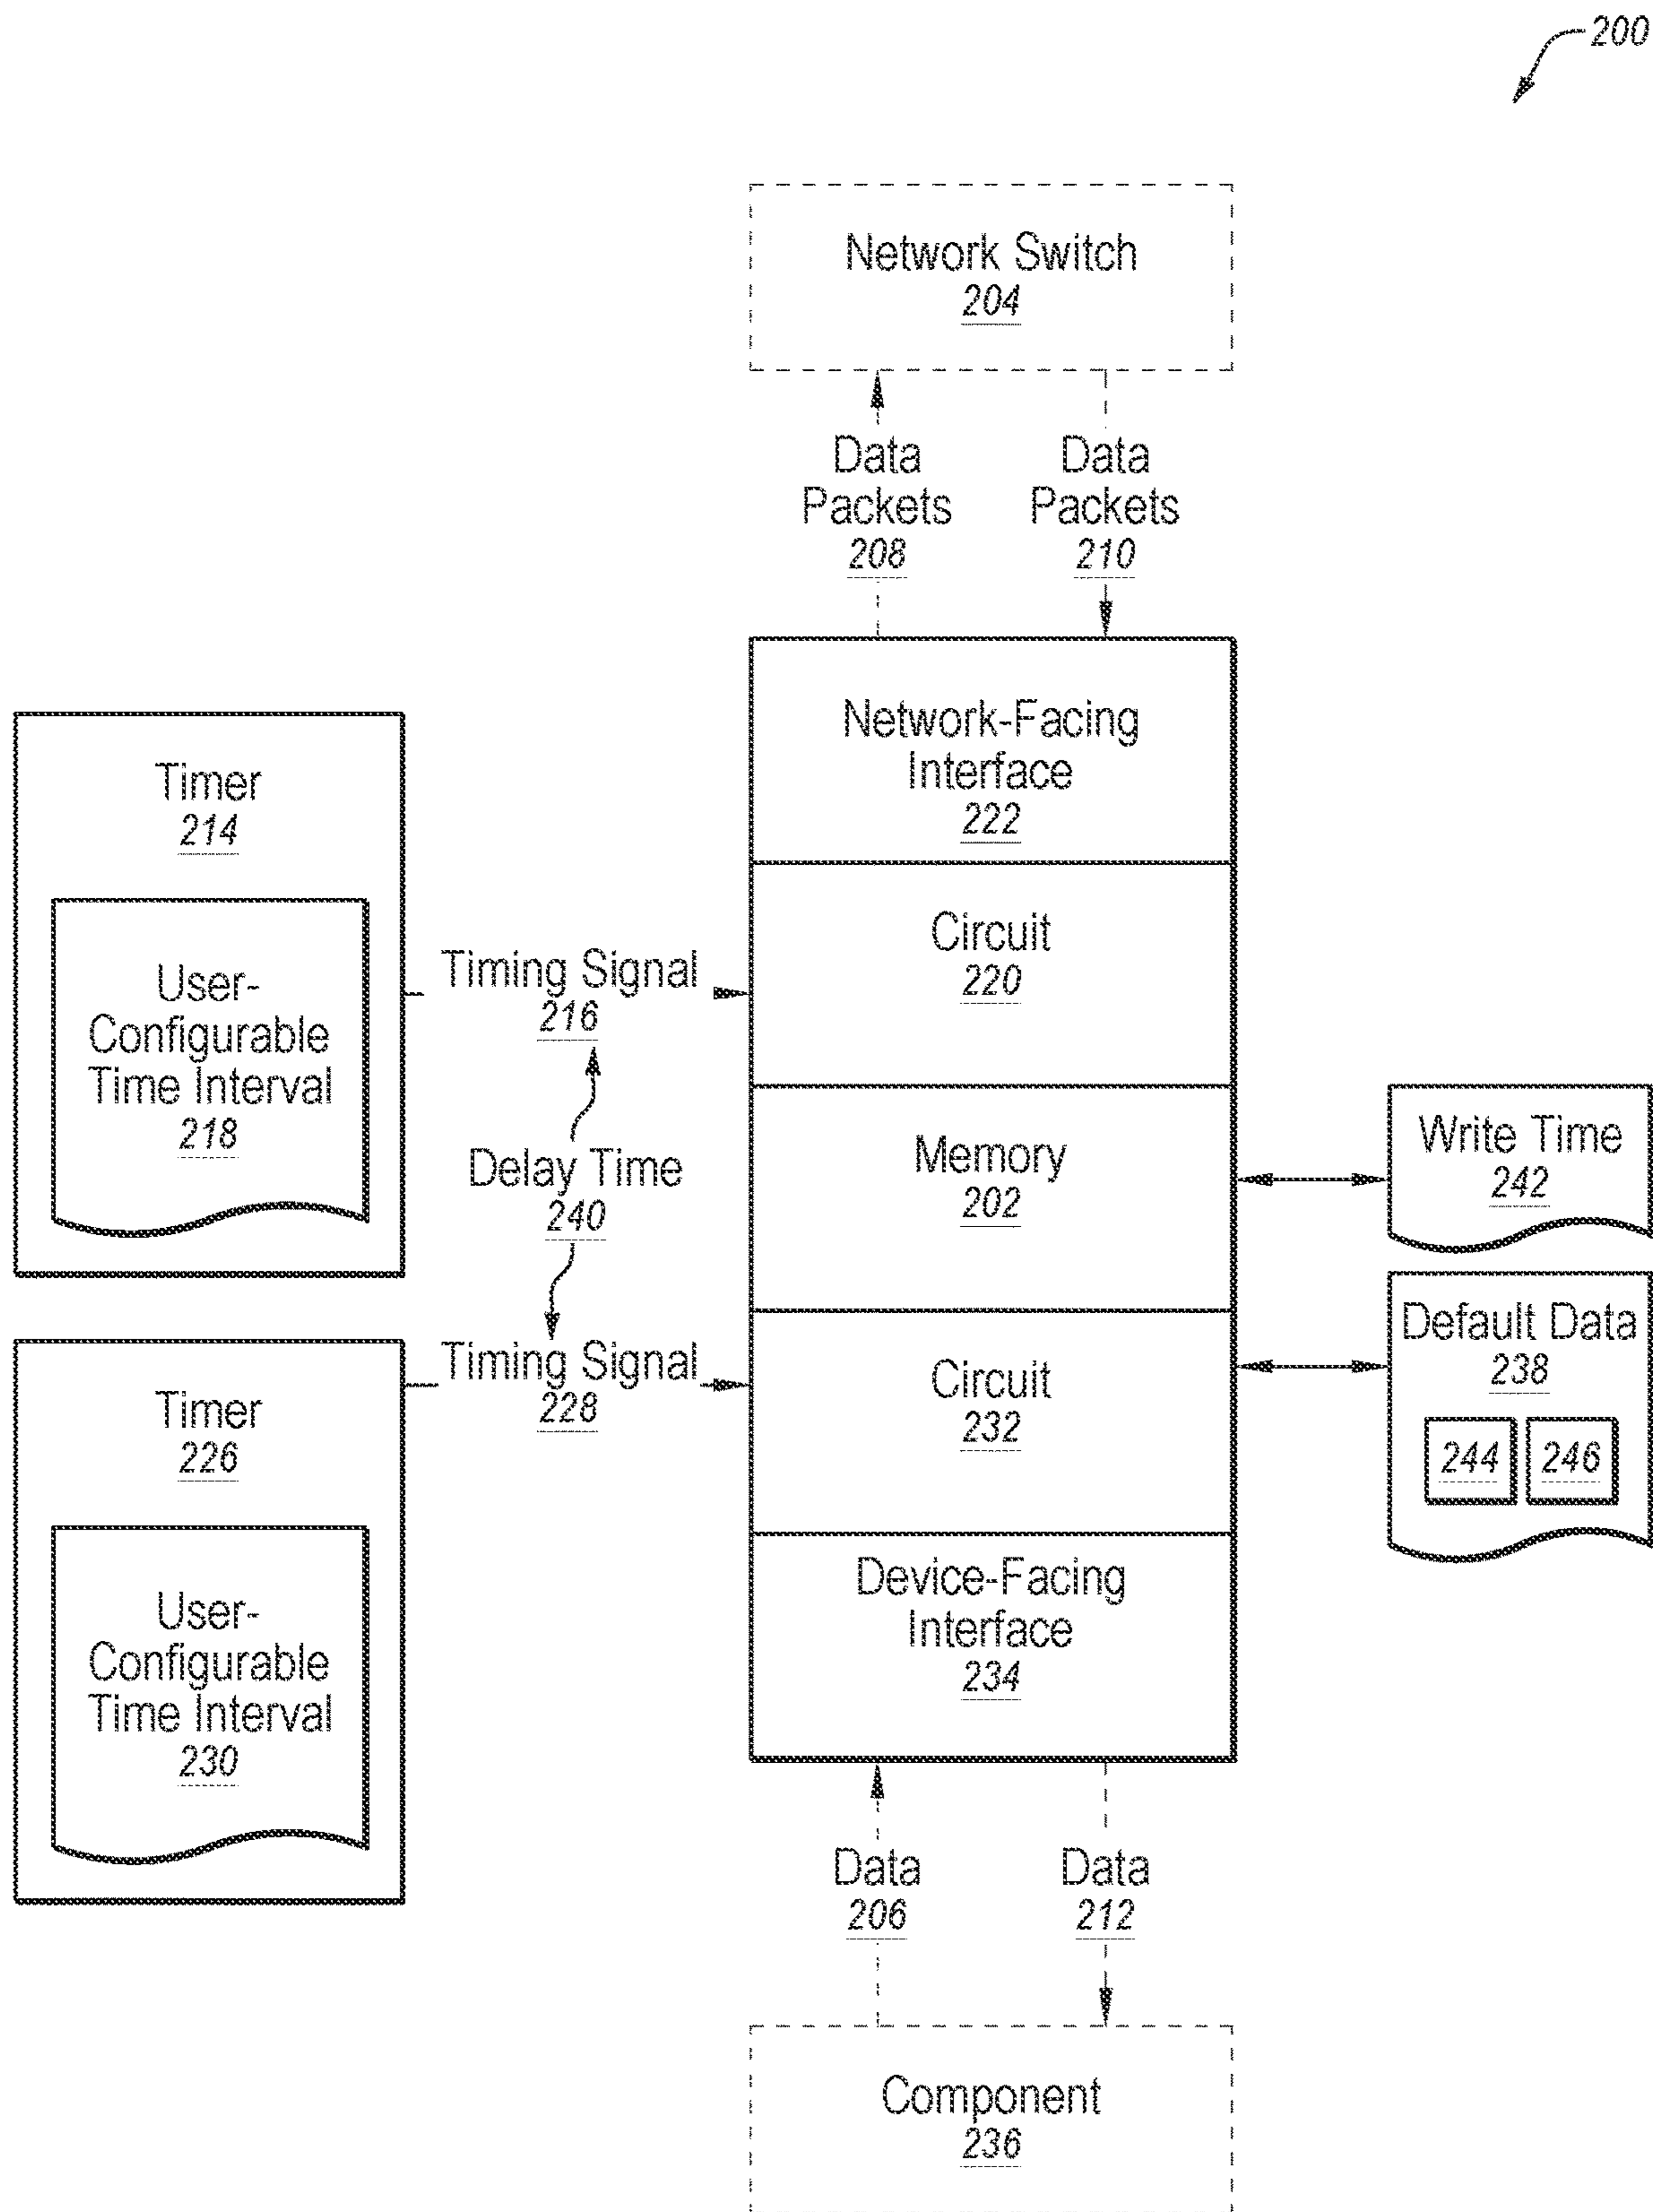 200
Network Switch
204
Data
Packets
208
Data
Packets
210
Network-Facing
Interface
222
Timer
214
User-
Configurable
Time Interval
218
Timing Signal
216
Circuit
220
Delay Time
240
Memory
202
Write Time
242
Timer
226
User-
Configurable
Time Interval
230
Timing Signal
228
Circuit
232
Default Data
238
244 246
Device-Facing
Interface
234
Data
206
Data
212
Component
236